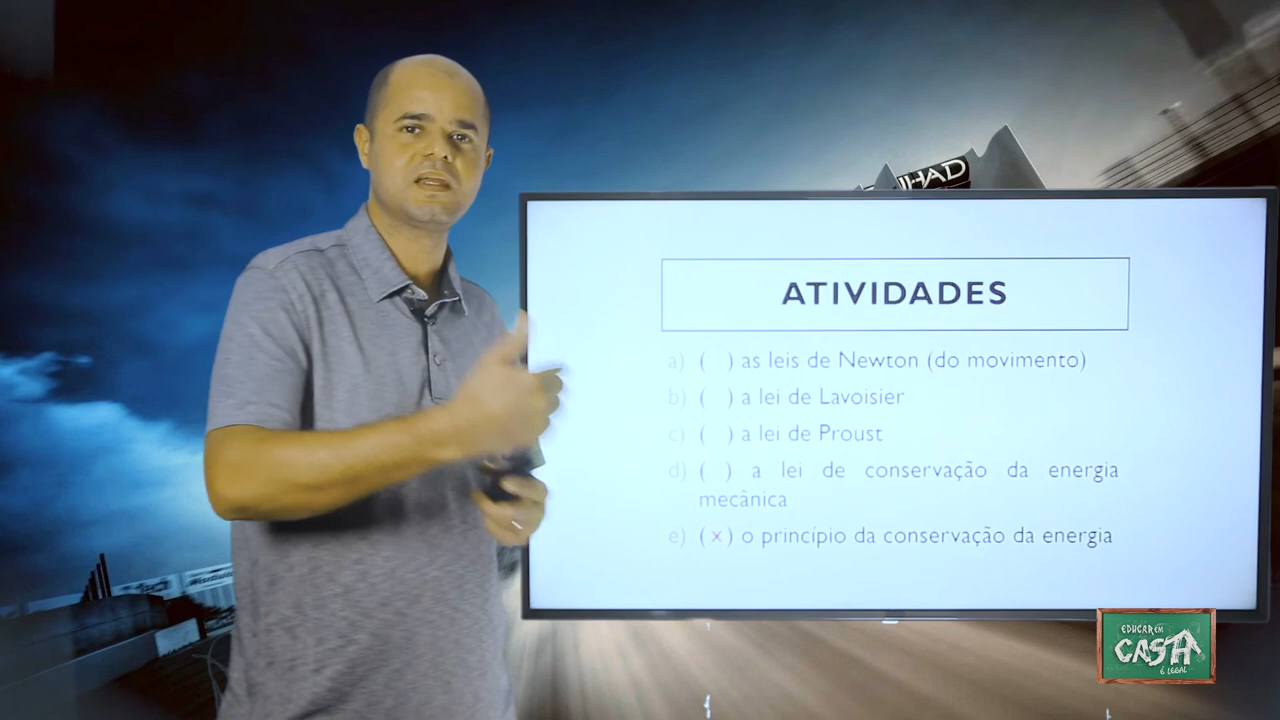 IHAD
ATIVIDADES
a) ( ) as leis de Newton (do movimento)
b) ( ) a lei de Lavoisier
c) ( ) a lei de Proust
d) ( ) a lei de conservação da energia
mecânica
e) (x) o princípio da conservação da energia
EDUCAR EM
CASA
É LEGAL